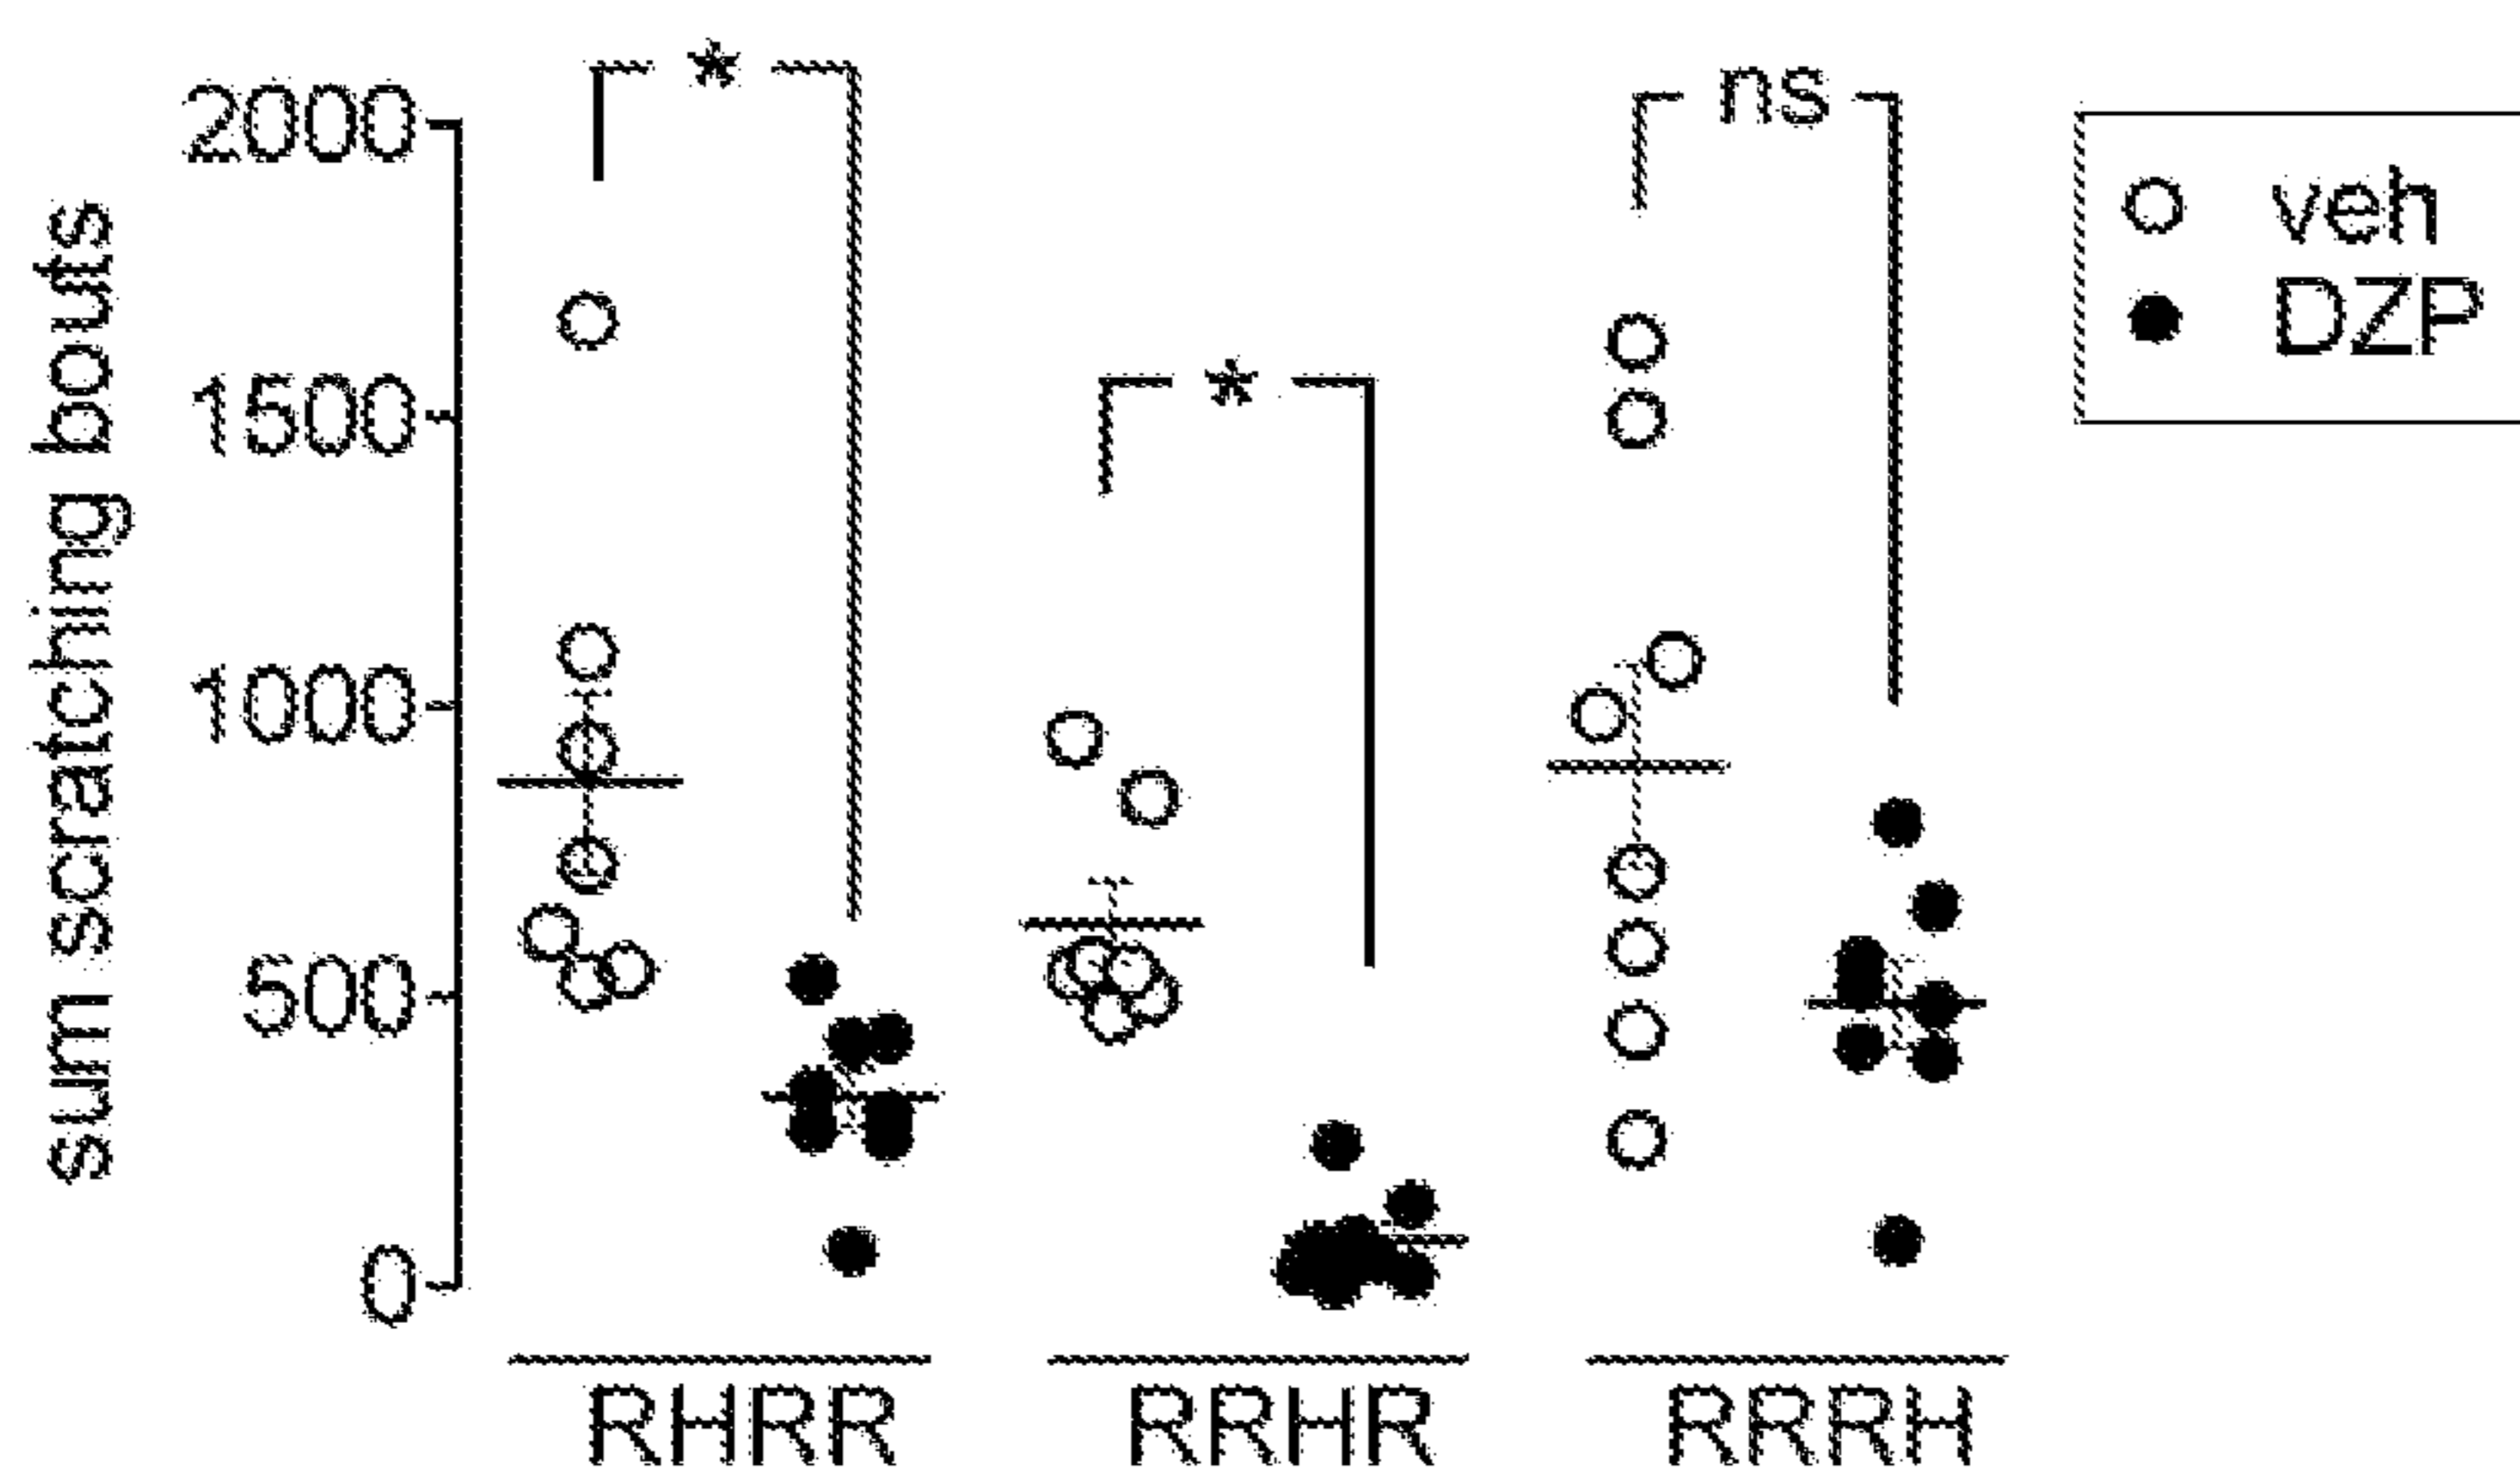 sum scratching bouts
2000
1500
1000
500
0
*
*
ns
veh
DZP
RHRR
RRHR
RRRH